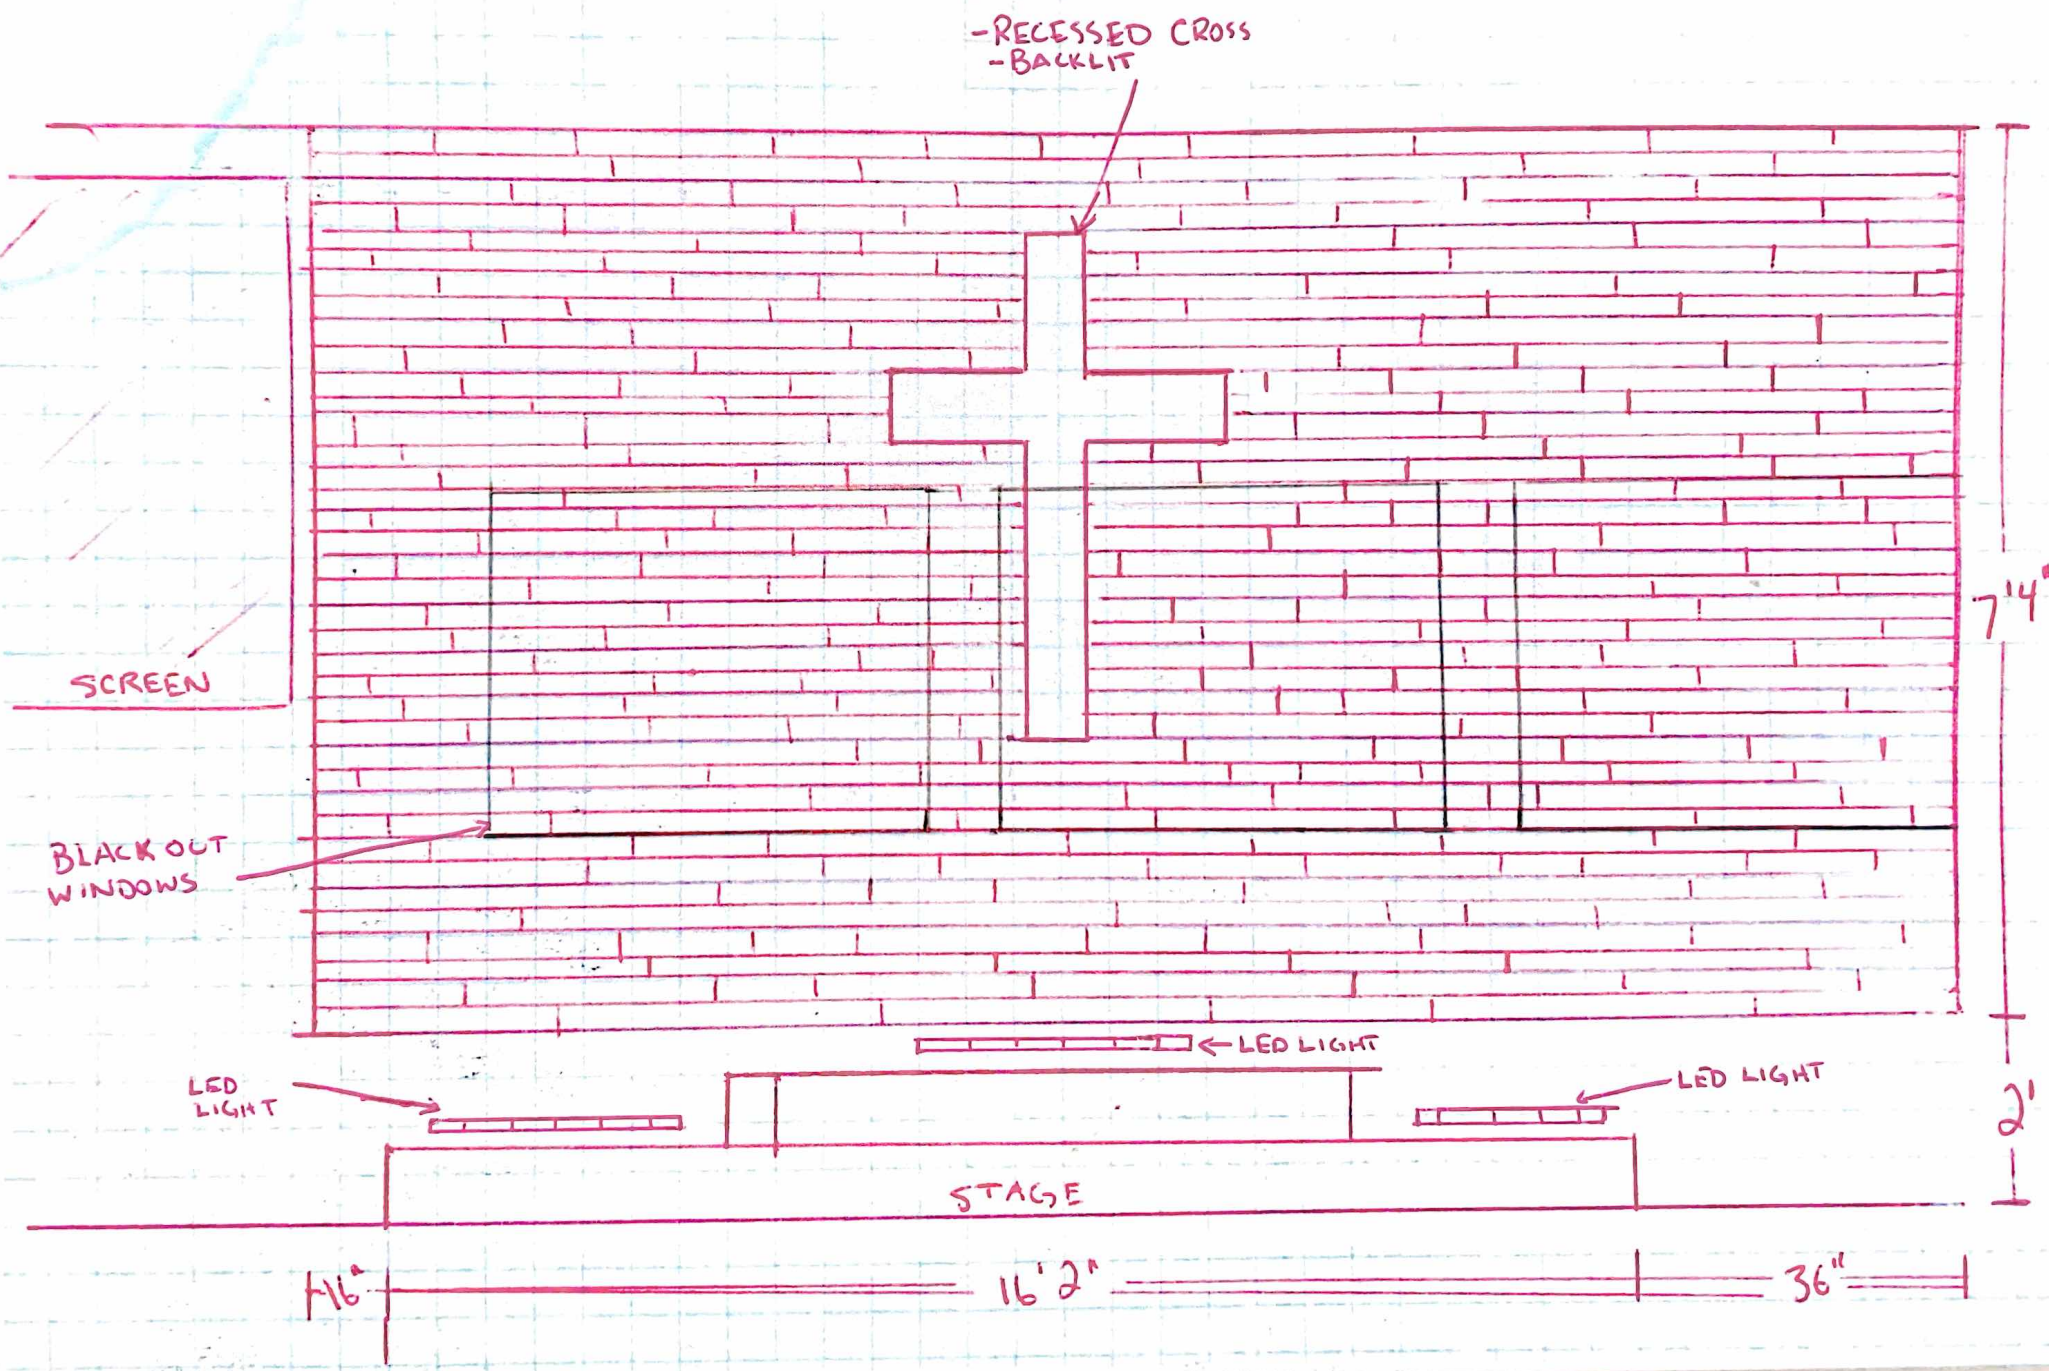 -RECESSED CROSS
-BACKLIT
SCREEN
7'4"
BLACK OUT
WINDOWS
←LED LIGHT
LED
LIGHT
LED LIGHT
2'
STAGE
16"
16'2"
36"